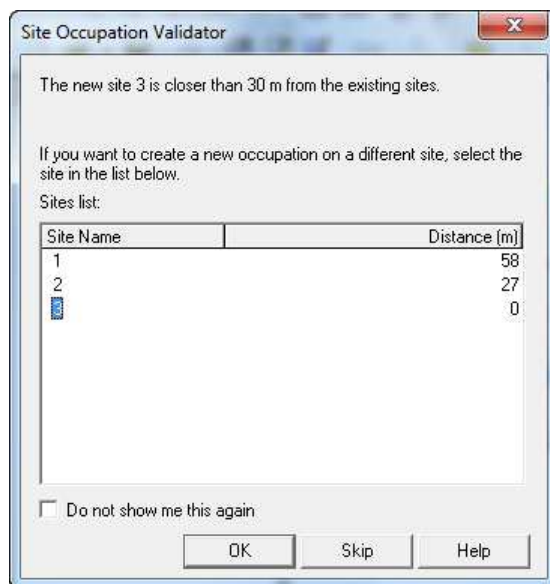 Site Occupation Validator
The new site 3 is closer than 30 m from the existing sites.
If you want to create a new occupation on a different site, select the
site in the list below.
Sites list:
Site Name Distance (m)
1 58
2 27
3 0
Do not show me this again
OK Skip Help